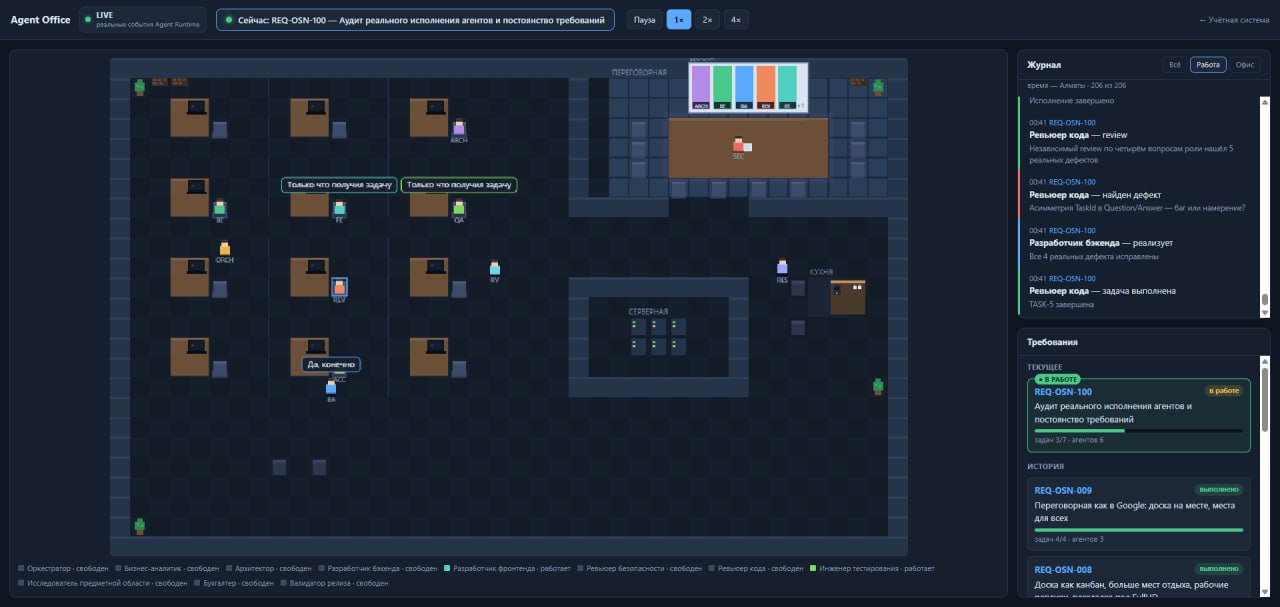 Agent Office
LIVE
реальные события Agent Runtime
Сейчас: REQ-OSN-100 — Аудит реального исполнения агентов и постоянство требований
Пауза
1×
2×
4×
← Учётная система
ПЕРЕГОВОРНАЯ
ARCH
BE
BA
REV
FE
+1
SEC
ARCH
Только что получил задачу
Только что получил задачу
BE
FE
QA
ORCH
REV
RV
RES
КУХНЯ
СЕРВЕРНАЯ
Да, конечно
ACC
BA
Оркестратор · свободен
Бизнес-аналитик · свободен
Архитектор · свободен
Разработчик бэкенда · свободен
Разработчик фронтенда · работает
Ревьюер безопасности · свободен
Ревьюер кода · свободен
Инженер тестирования · работает
Исследователь предметной области · свободен
Бухгалтер · свободен
Валидатор релиза · свободен
Журнал
Всё
Работа
Офис
время — Алматы · 206 из 206
Исполнение завершено
00:41 REQ-OSN-100
Ревьюер кода — review
Независимый review по четырём вопросам роли нашёл 5
реальных дефектов
00:41 REQ-OSN-100
Ревьюер кода — найден дефект
Асимметрия TaskId в Question/Answer — баг или намерение?
00:41 REQ-OSN-100
Разработчик бэкенда — реализует
Все 4 реальных дефекта исправлены
00:41 REQ-OSN-100
Ревьюер кода — задача выполнена
TASK-5 завершена
Требования
ТЕКУЩЕЕ
• В РАБОТЕ
REQ-OSN-100
в работе
Аудит реального исполнения агентов и
постоянство требований
задач 3/7 · агентов 6
ИСТОРИЯ
REQ-OSN-009
выполнено
Переговорная как в Google: доска на месте, места
для всех
задач 4/4 · агентов 3
REQ-OSN-008
выполнено
Доска как канбан, больше мест отдыха, рабочие